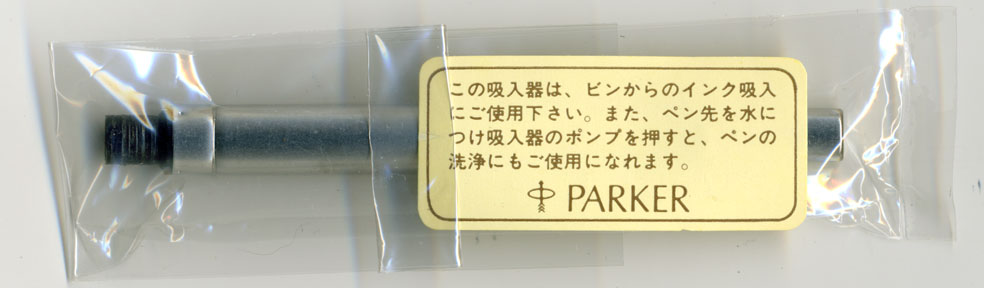 この吸入器は、ビンからのインク吸入
にご使用下さい。また、ペン先を水に
つけ吸入器のポンプを押すと、ペンの
洗浄にもご使用になれます。
PARKER